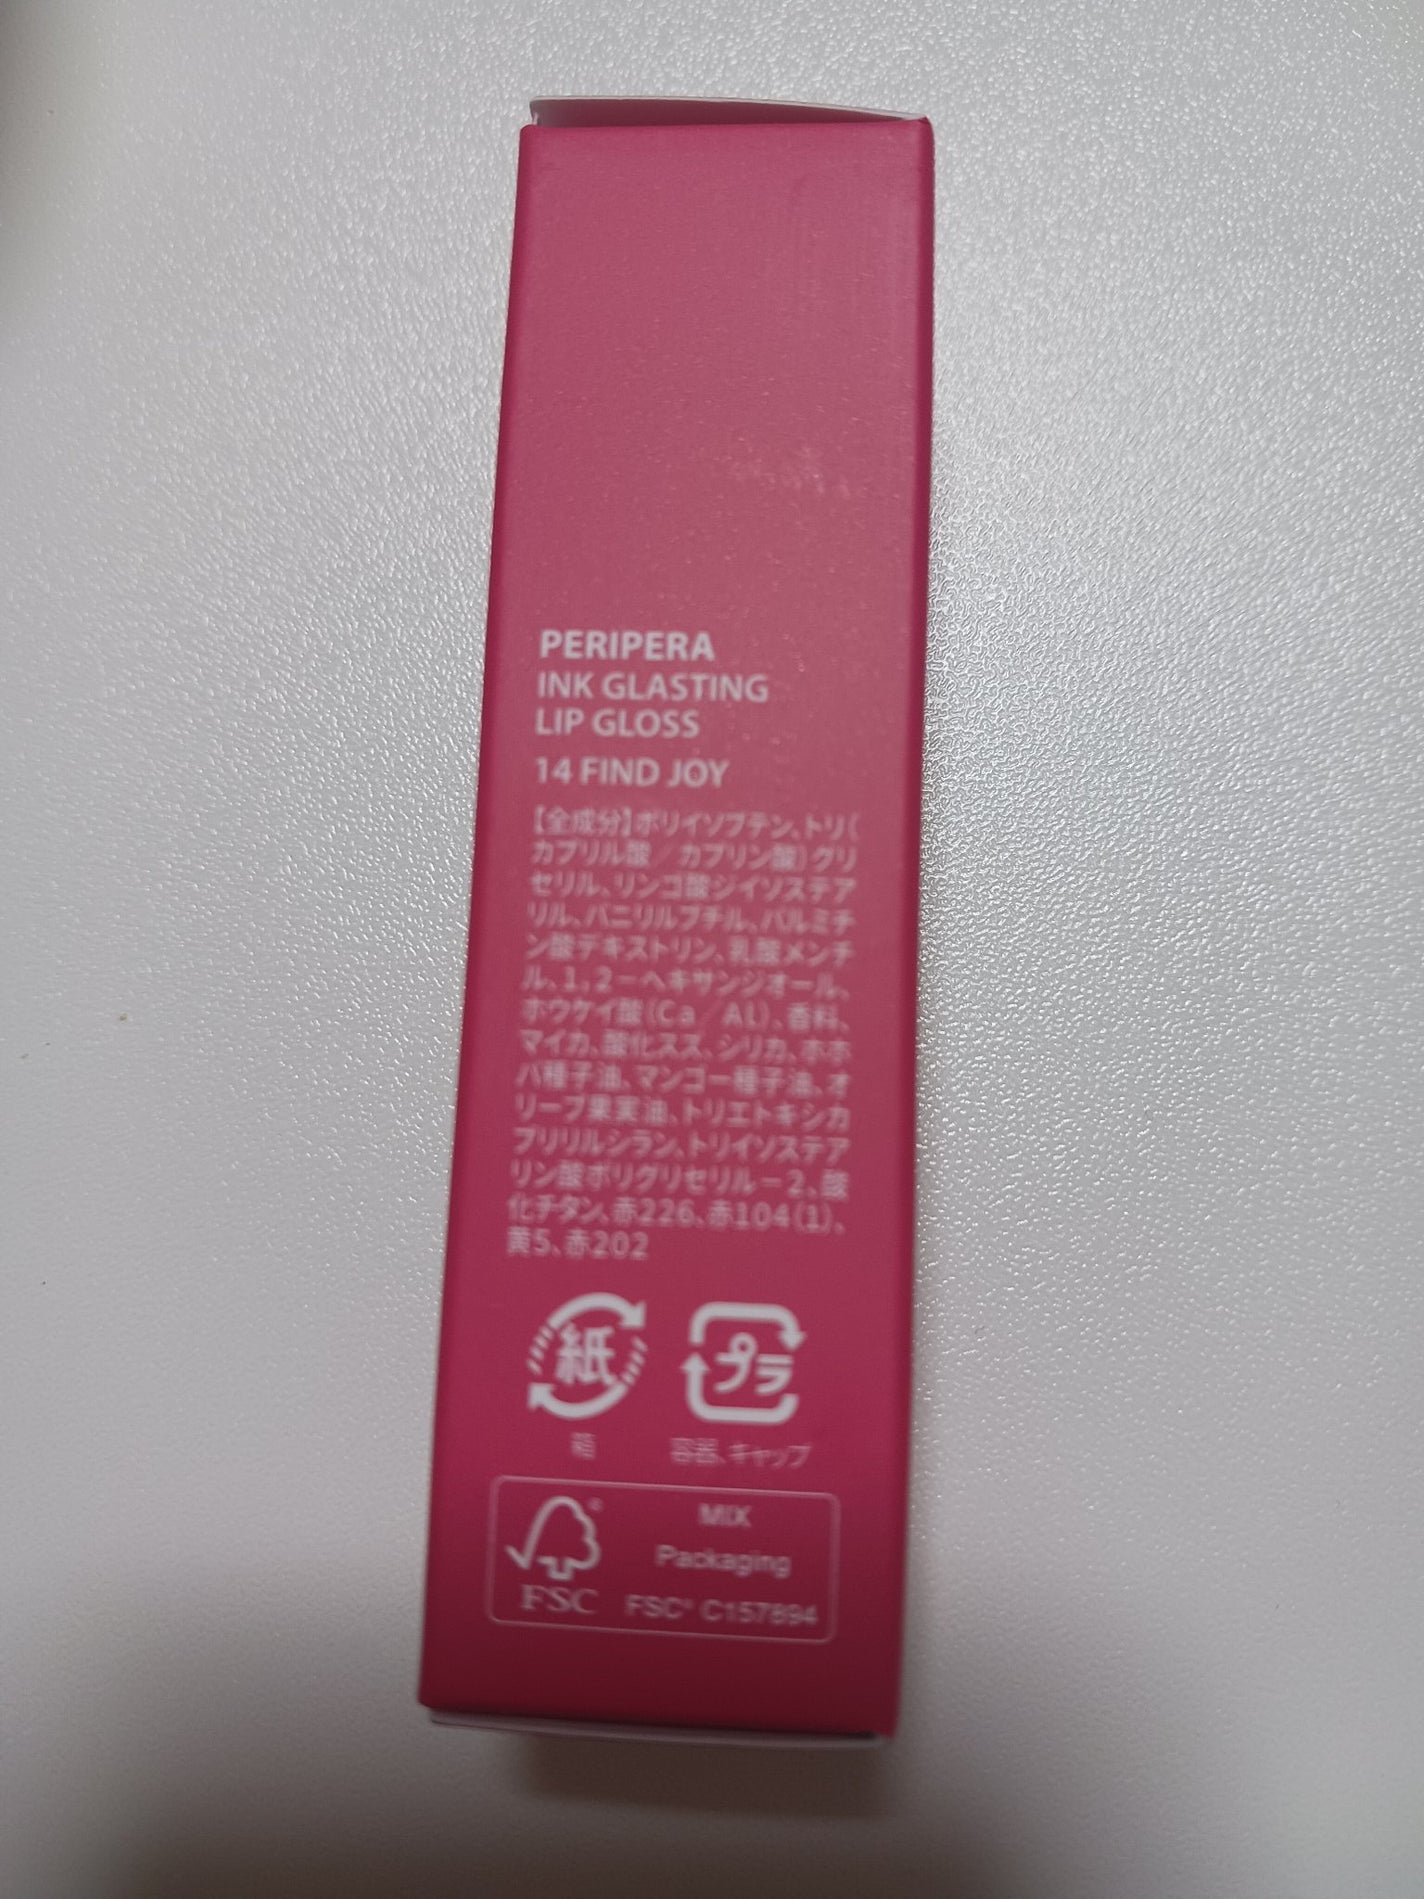 PERIPERA
INK GLASTING
LIP GLOSS
14 FIND JOY
【全成分】ポリイソブテン、トリ(
カプリル酸／カプリン酸)グリ
セリル、リンゴ酸ジイソステア
リル、バニリルブチル、パルミチ
ン酸デキストリン、乳酸メンチ
ル、1,2－ヘキサンジオール、
ホウケイ酸(Ca／Al)、香料、
マイカ、酸化スズ、シリカ、ホホ
バ種子油、マンゴー種子油、オ
リーブ果実油、トリエトキシカ
プリリルシラン、トリイソステア
リン酸ポリグリセリル－2、酸
化チタン、赤226、赤104(1)、
黄5、赤202
紙 プラ
箱 容器、キャップ
FSC
MIX
Packaging
FSC® C157894